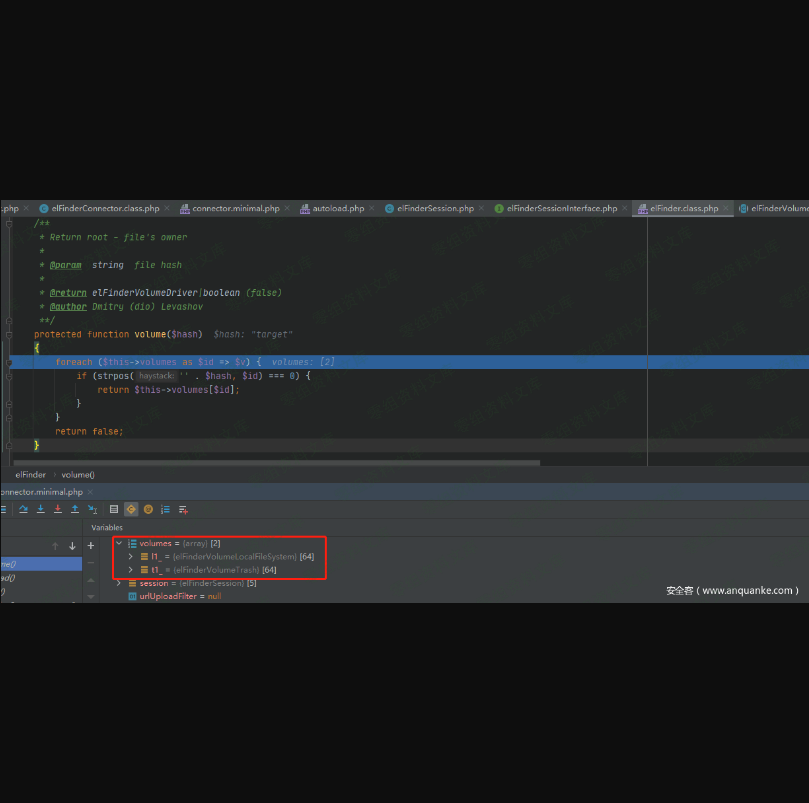 .php × elFinderConnector.class.php × connector.minimal.php × autoload.php × elFinderSession.php × elFinderSessionInterface.php × elFinder.class.php × elFinderVolume
/**
* Return root - file's owner
*
* @param string file hash
*
* @return elFinderVolumeDriver|boolean (false)
* @author Dmitry (dio) Levashov
**/
protected function volume($hash) $hash: "target"
{
foreach ($this->volumes as $id => $v) { volumes: [2]
if (strpos( haystack: '' . $hash, $id) === 0) {
return $this->volumes[$id];
}
}
return false;
}
elFinder › volume()
onnector.minimal.php ×
Variables
volumes = (array) [2]
l1_ = (elFinderVolumeLocalFileSystem) [64]
t1_ = (elFinderVolumeTrash) [64]
session = (elFinderSession) [5]
urlUploadFilter = null
me()
ad()
()
安全客 ( www.anquanke.com )